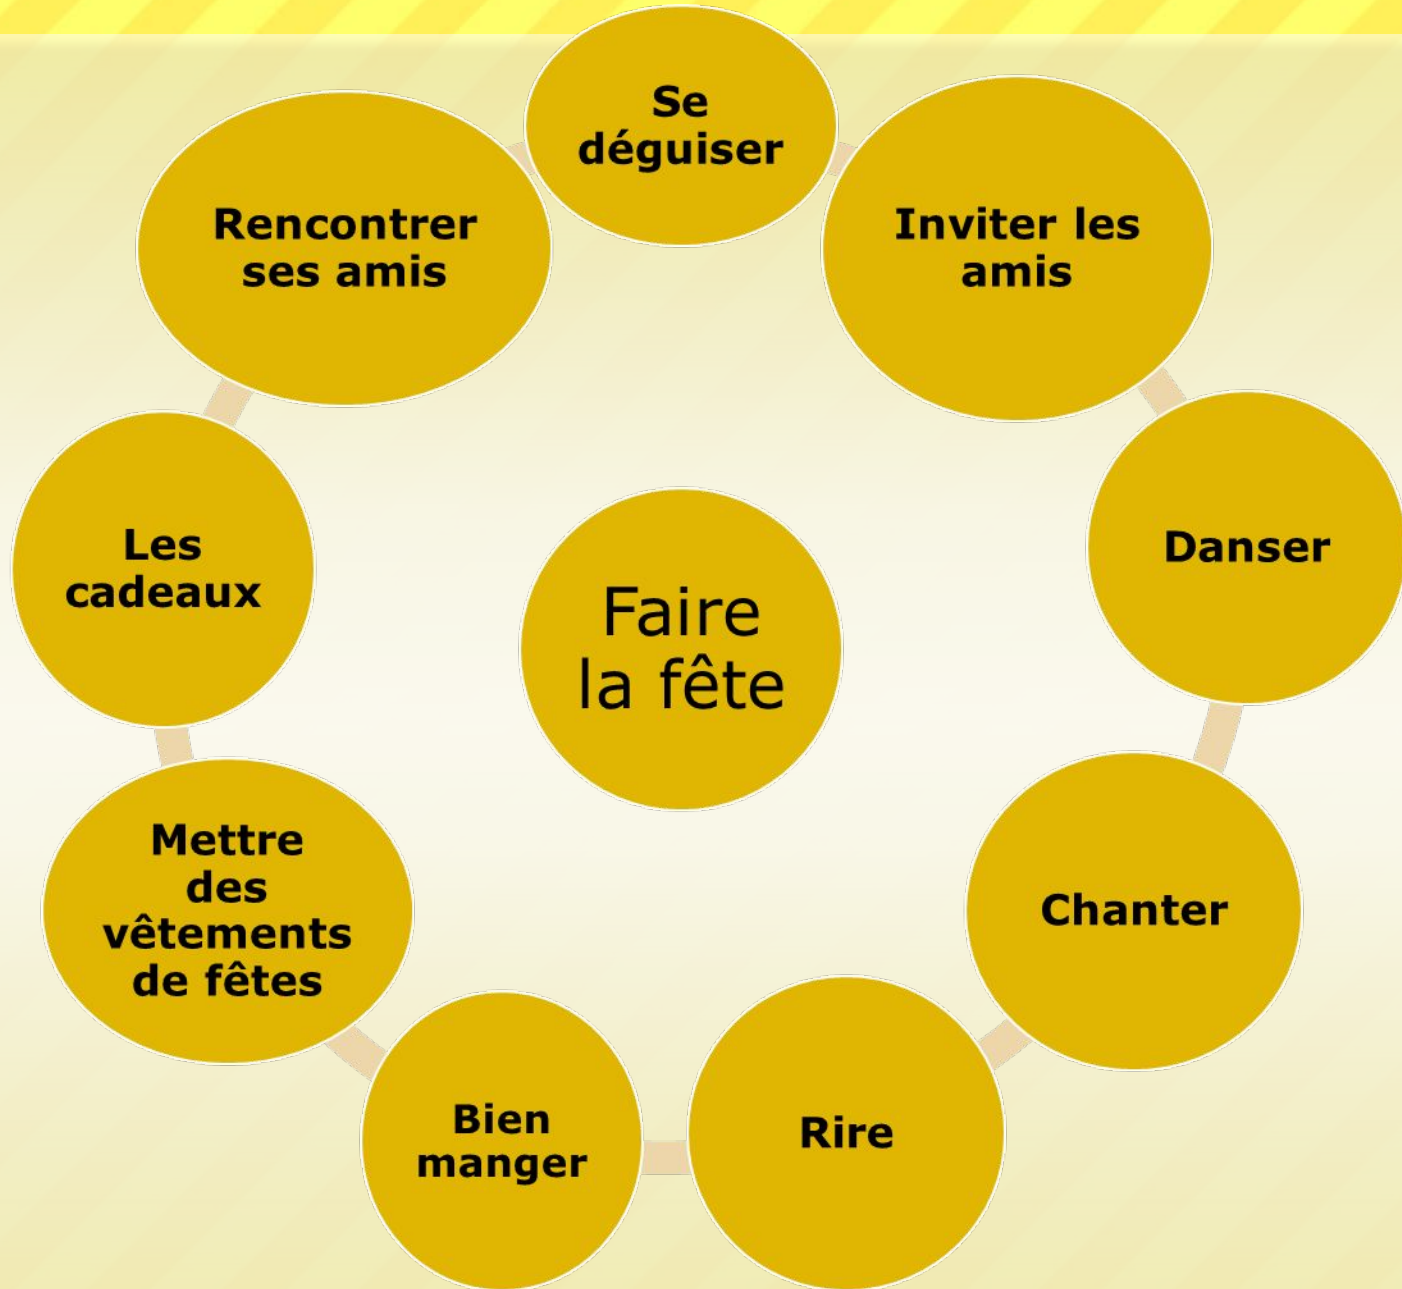 Se
déguiser
Inviter les
amis
Danser
Chanter
Rire
Bien
manger
Mettre
des
vêtements
de fêtes
Les
cadeaux
Rencontrer
ses amis
Faire
la fête